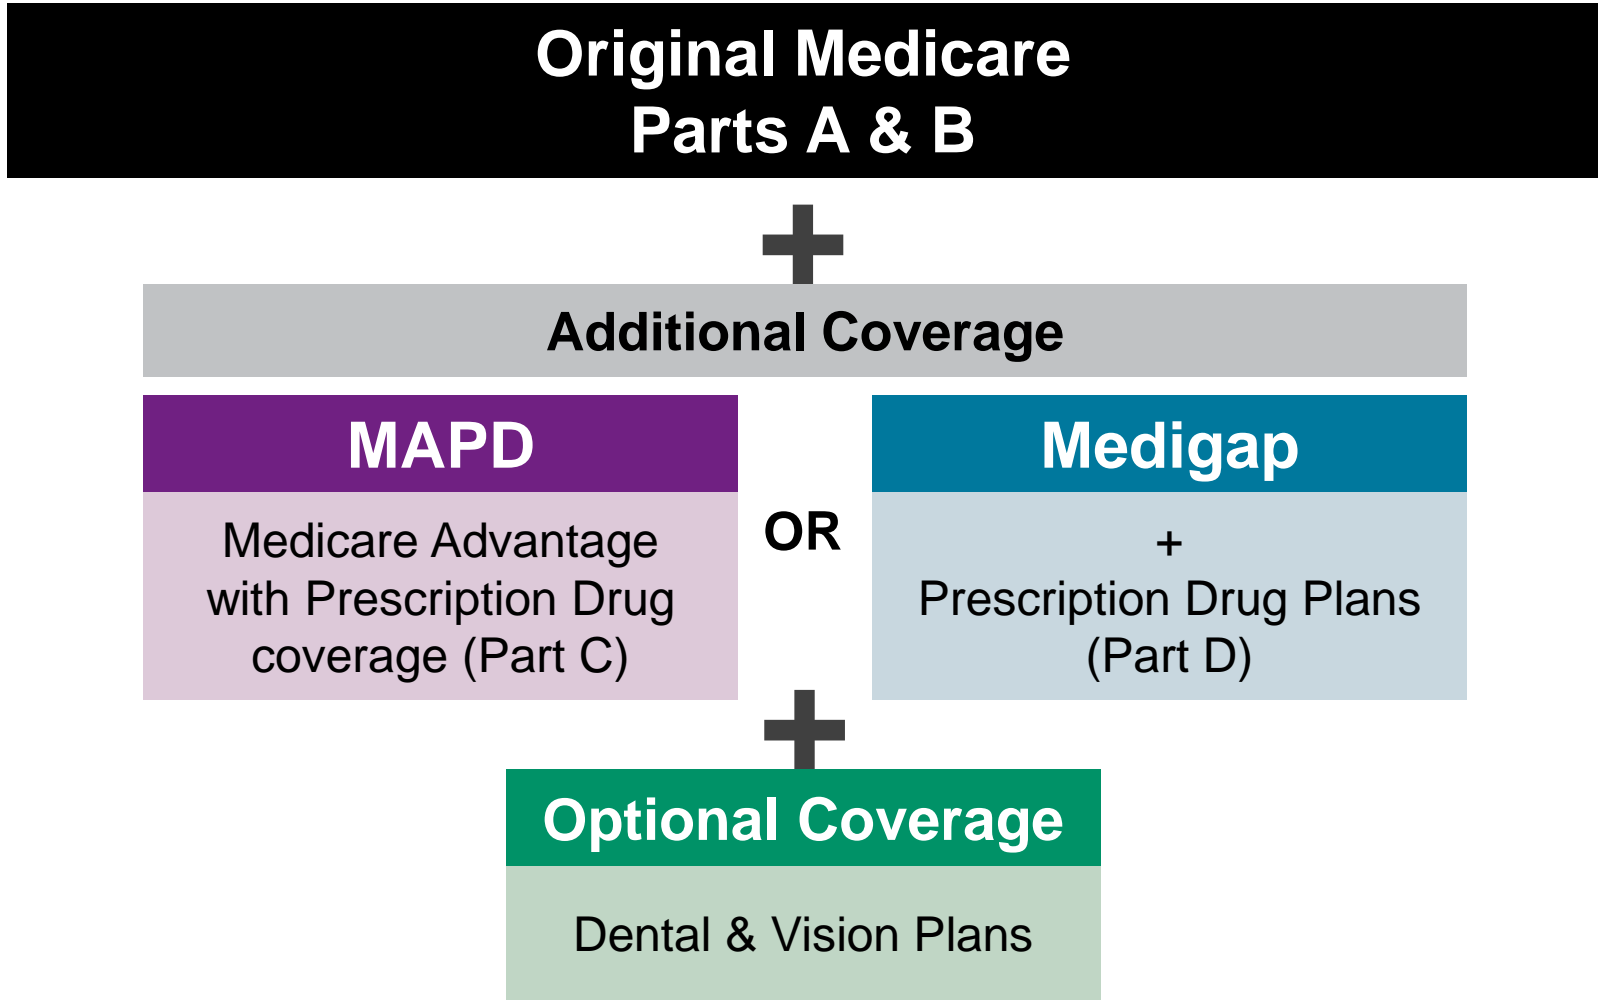 Original Medicare
Parts A & B
Additional Coverage
MAPD
Medicare Advantage
with Prescription Drug
coverage (Part C)
OR
Medigap
+
Prescription Drug Plans
(Part D)
Optional Coverage
Dental & Vision Plans